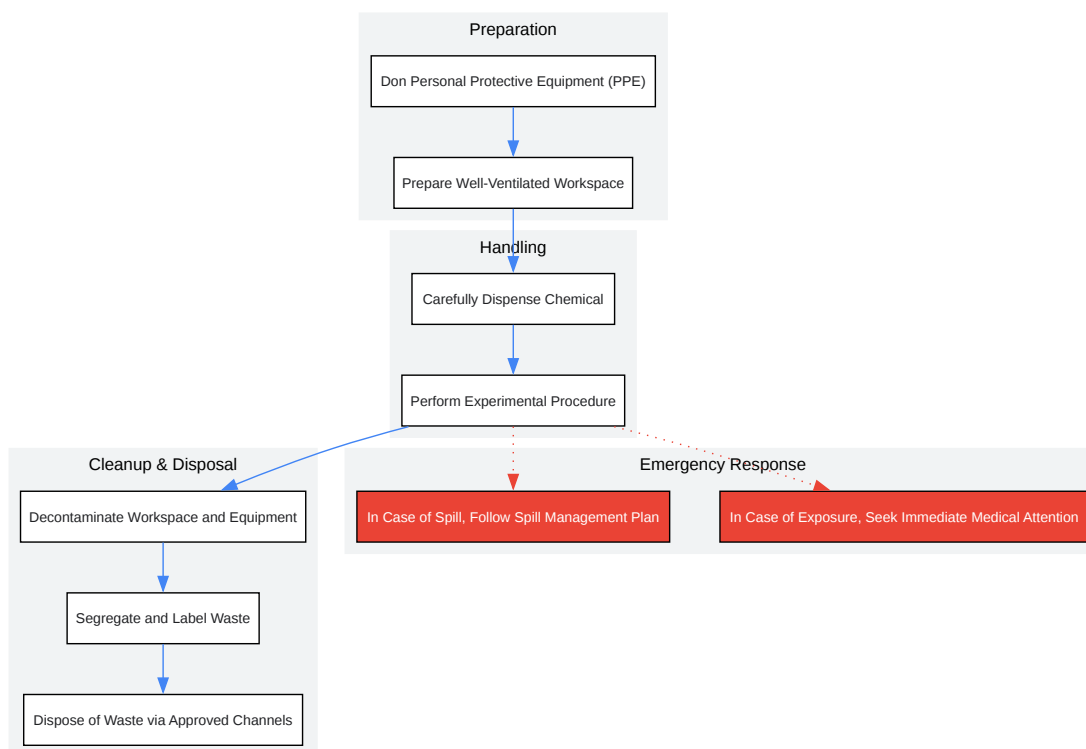 Preparation
Don Personal Protective Equipment (PPE)
Prepare Well-Ventilated Workspace
Handling
Carefully Dispense Chemical
Perform Experimental Procedure
Cleanup & Disposal
Decontaminate Workspace and Equipment
Segregate and Label Waste
Dispose of Waste via Approved Channels
Emergency Response
In Case of Spill, Follow Spill Management Plan
In Case of Exposure, Seek Immediate Medical Attention